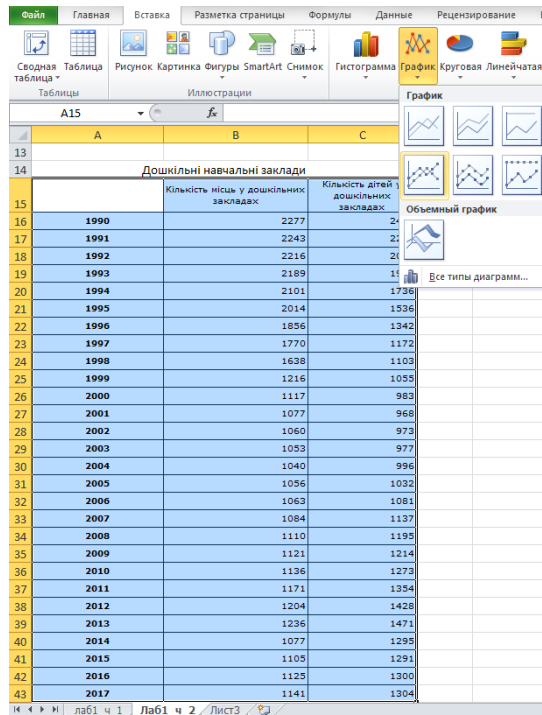 Файл Главная Вставка Разметка страницы Формулы Данные Рецензирование
Сводная таблица Таблица Рисунок Картинка Фигуры SmartArt Снимок Гистограмма График Круговая Линейчатая
Таблицы Иллюстрации
График
A15 fx
A B C
13
14 Дошкільні навчальні заклади
15 Кількість місць у дошкільних закладах Кількість дітей у дошкільних закладах
Объемный график
16 1990 2277
17 1991 2243
18 1992 2216
19 1993 2189
Все типы диаграмм...
20 1994 2101 1736
21 1995 2014 1536
22 1996 1856 1342
23 1997 1770 1172
24 1998 1638 1103
25 1999 1216 1055
26 2000 1117 983
27 2001 1077 968
28 2002 1060 973
29 2003 1053 977
30 2004 1040 996
31 2005 1056 1032
32 2006 1063 1081
33 2007 1084 1137
34 2008 1110 1195
35 2009 1121 1214
36 2010 1136 1273
37 2011 1171 1354
38 2012 1204 1428
39 2013 1236 1471
40 2014 1077 1295
41 2015 1105 1291
42 2016 1125 1300
43 2017 1141 1304
лаб1 ч 1 Лаб1 ч 2 Лист3